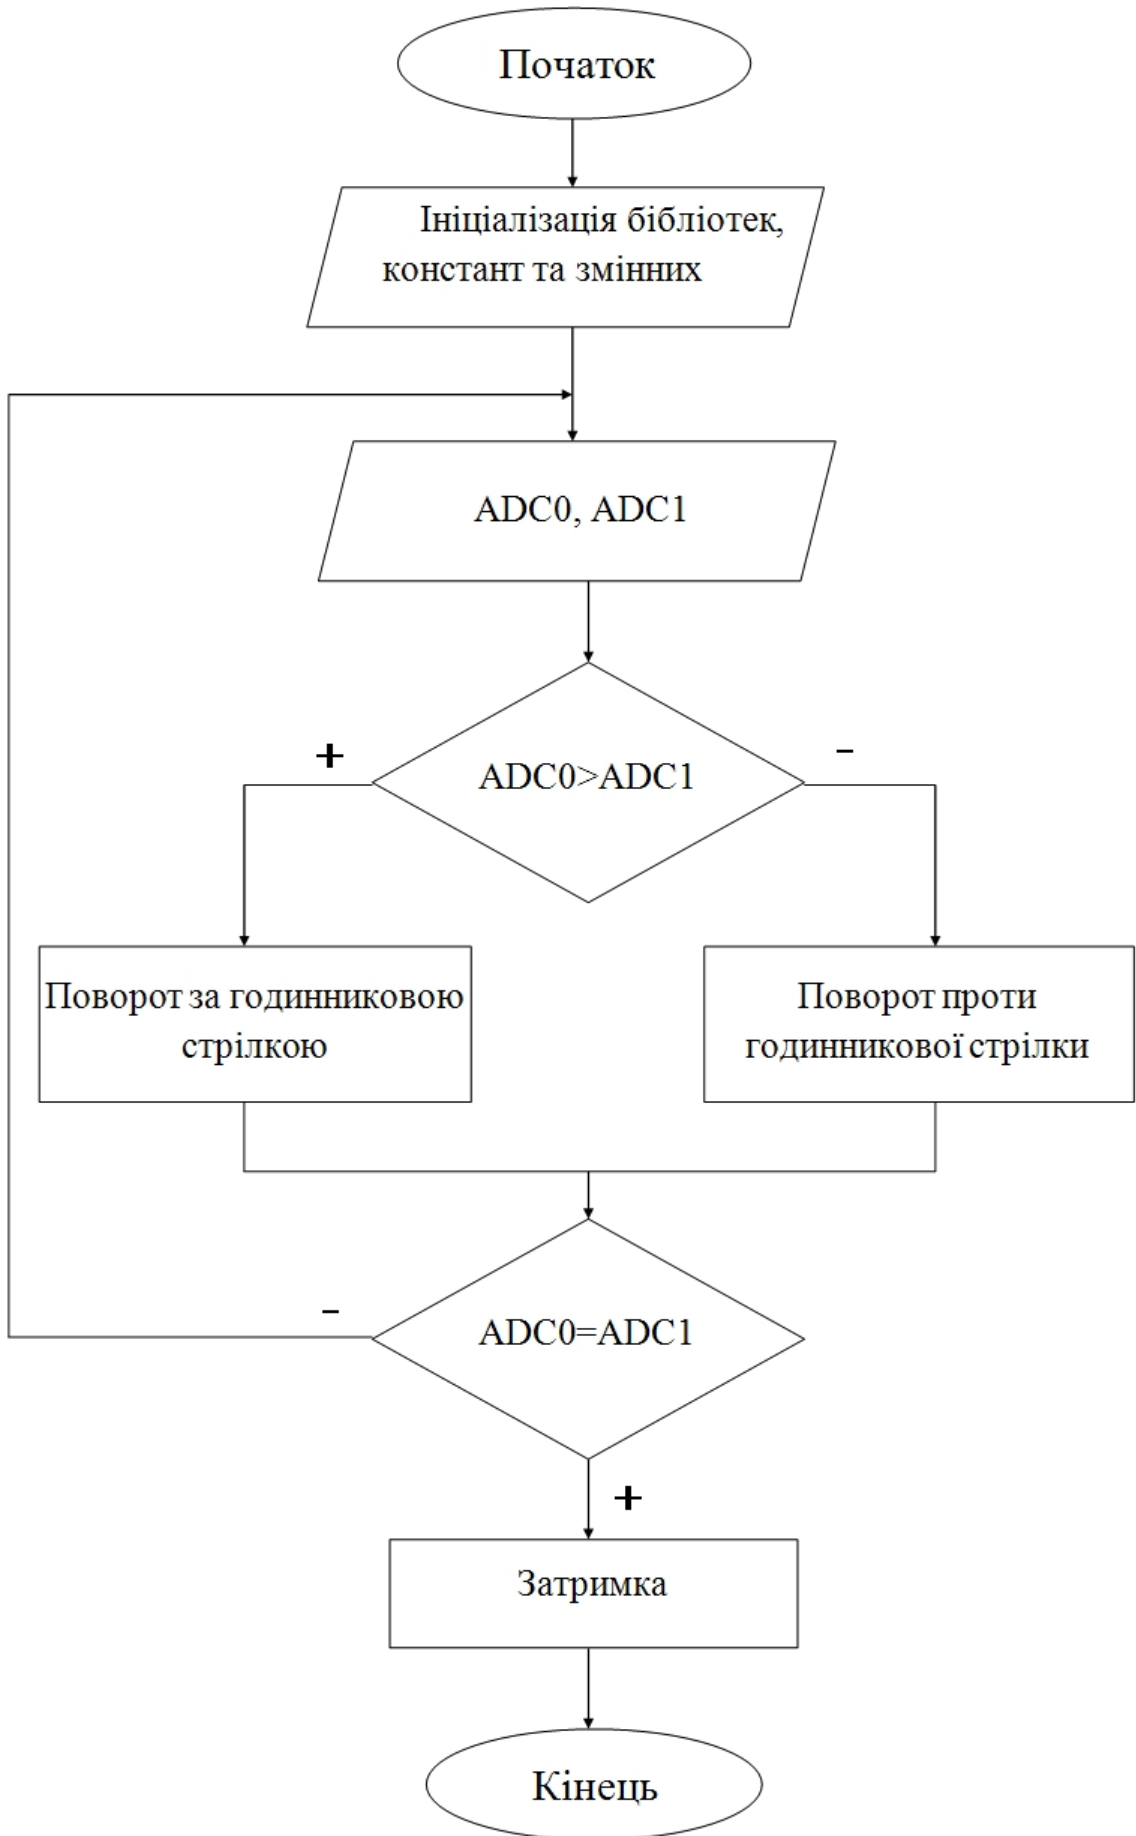 Початок
Ініціалізація бібліотек,
констант та змінних
ADC0, ADC1
+
-
ADC0>ADC1
Поворот за годинниковою
стрілкою
Поворот проти
годинникової стрілки
-
ADC0=ADC1
+
Затримка
Кінець